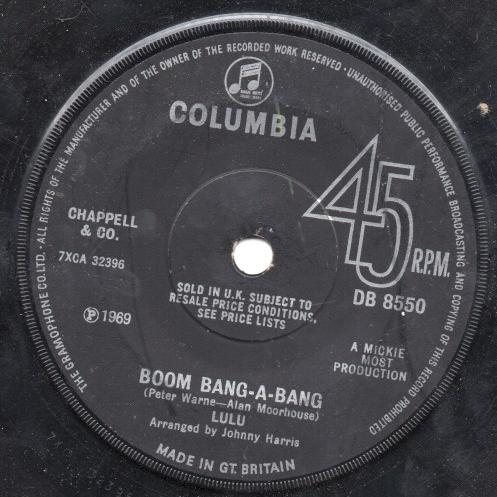 THE GRAMOPHONE CO. LTD. · ALL RIGHTS OF THE MANUFACTURER AND OF THE OWNER OF THE RECORDED WORK RESERVED · UNAUTHORISED PUBLIC PERFORMANCE BROADCASTING AND COPYING OF THIS RECORD PROHIBITED
COLUMBIA
45 R.P.M.
CHAPPELL
& CO.
7XCA 32396
DB 8550
SOLD IN U.K. SUBJECT TO
RESALE PRICE CONDITIONS,
SEE PRICE LISTS
℗ 1969
A MICKIE
MOST
PRODUCTION
BOOM BANG-A-BANG
(Peter Warne—Alan Moorhouse)
LULU
Arranged by Johnny Harris
MADE IN GT. BRITAIN